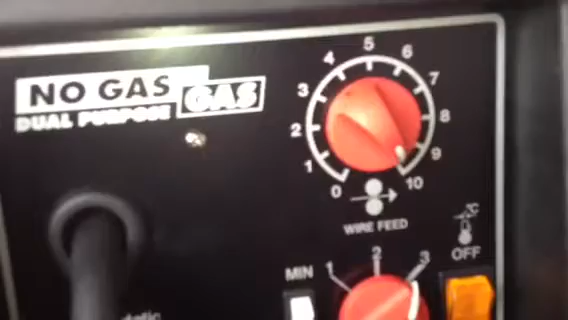 NO GAS
GAS
DUAL PURPOSE
0 1 2 3 4 5 6 7 8 9 10
WIRE FEED
°C
OFF
MIN
1 2 3